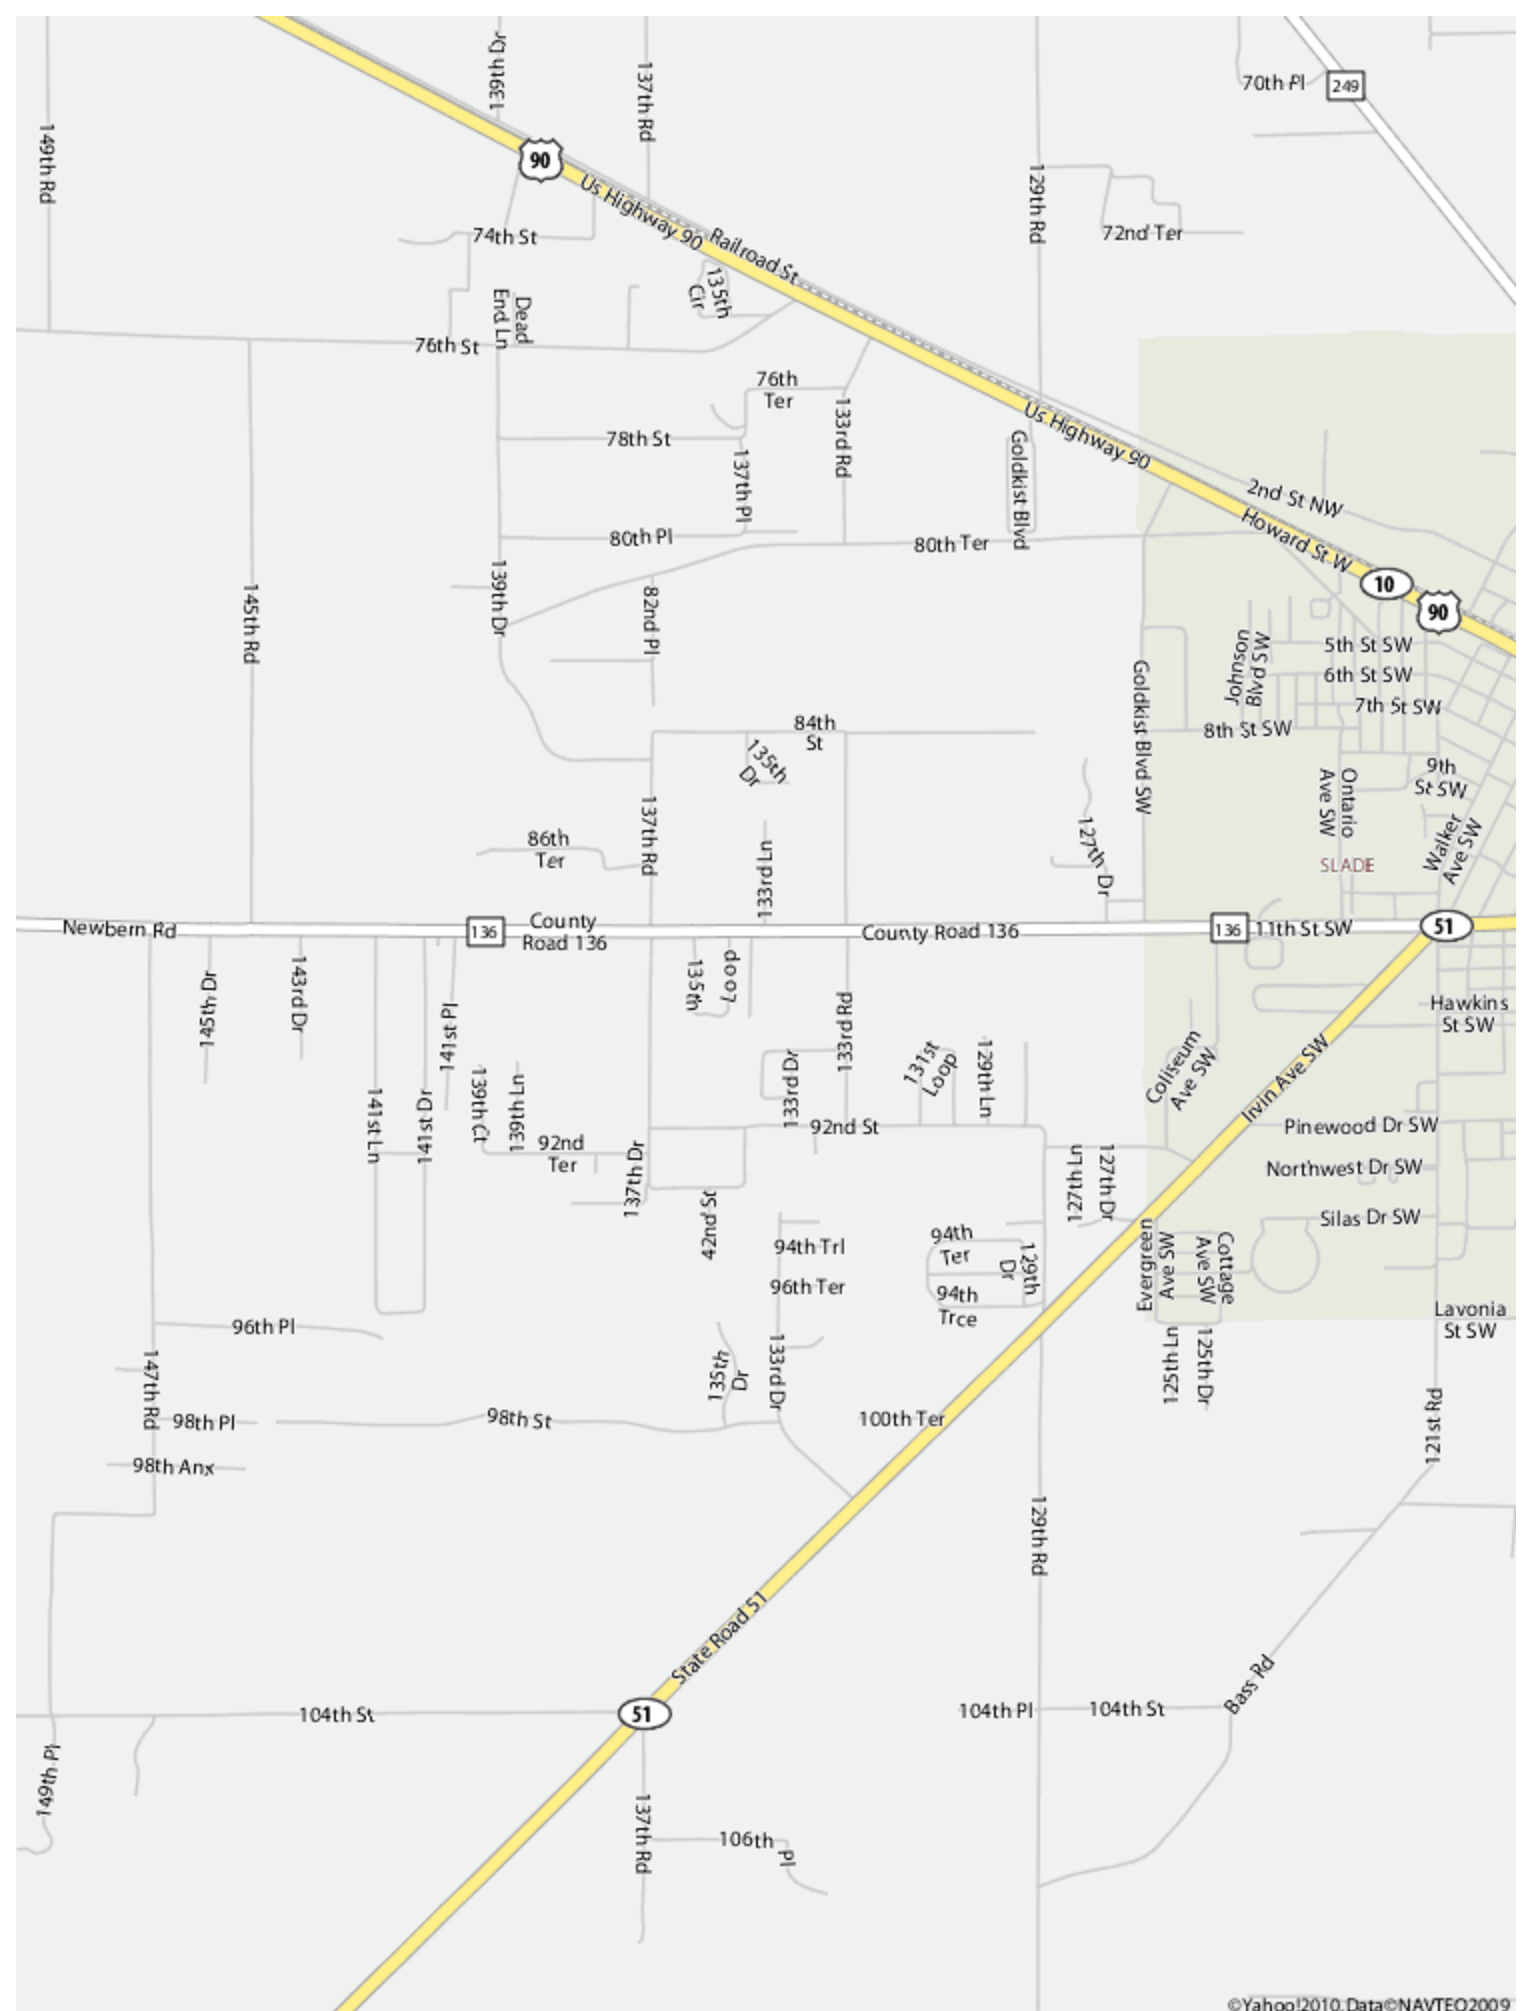 139th Dr
137th Rd
70th Pl
249
149th Rd
90
129th Rd
Us Highway 90
Railroad St
72nd Ter
74th St
135th
Cir
Dead
End Ln
76th St
76th
Ter
133rd Rd
Us Highway 90
78th St
137th Pl
Goldkist Blvd
2nd St NW
Howard St W
80th Pl
80th Ter
10
90
139th Dr
145th Rd
82nd Pl
Johnson
Blvd SW
5th St SW
6th St SW
7th St SW
8th St SW
Goldkist Blvd SW
84th
St
135th
Dr
9th
St SW
Ontario
Ave SW
Walker
Ave SW
86th
Ter
137th Rd
133rd Ln
127th Dr
SLADE
Newbern Rd
136
County
Road 136
County Road 136
136
11th St SW
51
145th Dr
143rd Dr
141st Pl
135th
Loop
133rd Rd
Hawkins
St SW
141st Ln
141st Dr
139th Ct
139th Ln
133rd Dr
131st
Loop
129th Ln
Coliseum
Ave SW
Irvin Ave SW
92nd
Ter
92nd St
Pinewood Dr SW
137th Dr
42nd St
127th Ln
127th Dr
Northwest Dr SW
Silas Dr SW
94th Trl
94th
Ter
129th
Dr
Evergreen
Ave SW
Cottage
Ave SW
96th Ter
94th
Trce
Lavonia
St SW
96th Pl
147th Rd
135th
Dr
133rd Dr
125th Ln
125th Dr
98th Pl
98th St
100th Ter
121st Rd
98th Anx
129th Rd
State Road 51
104th St
51
104th Pl
104th St
Bass Rd
149th Pl
137th Rd
106th
Pl
©Yahoo!2010, Data©NAVTEQ2009